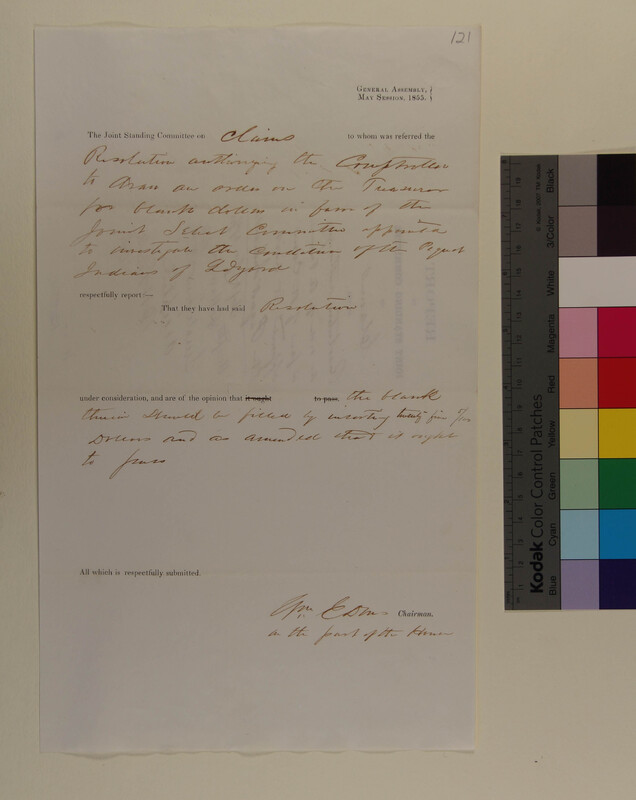 121
General Assembly,
May Session, 1855.
The Joint Standing Committee on Claims to whom was referred the
Resolution authorizing the Comptroller
to draw an order on the Treasurer
for blank dollars in favor of the
Joint Select Committee appointed
to investigate the condition of the Pequot
Indians of Ledyard
respectfully report:—
That they have had said Resolution
under consideration, and are of the opinion that it ought to pass the blank
therein should be filled by inserting twenty five
Dollars and as amended that it ought
to pass
All which is respectfully submitted.
Wm Chairman.
on the part of the House
Kodak Color Control Patches
© Kodak, 2007 TM: Kodak
Blue
Cyan
Green
Yellow
Red
Magenta
White
3/Color
Black